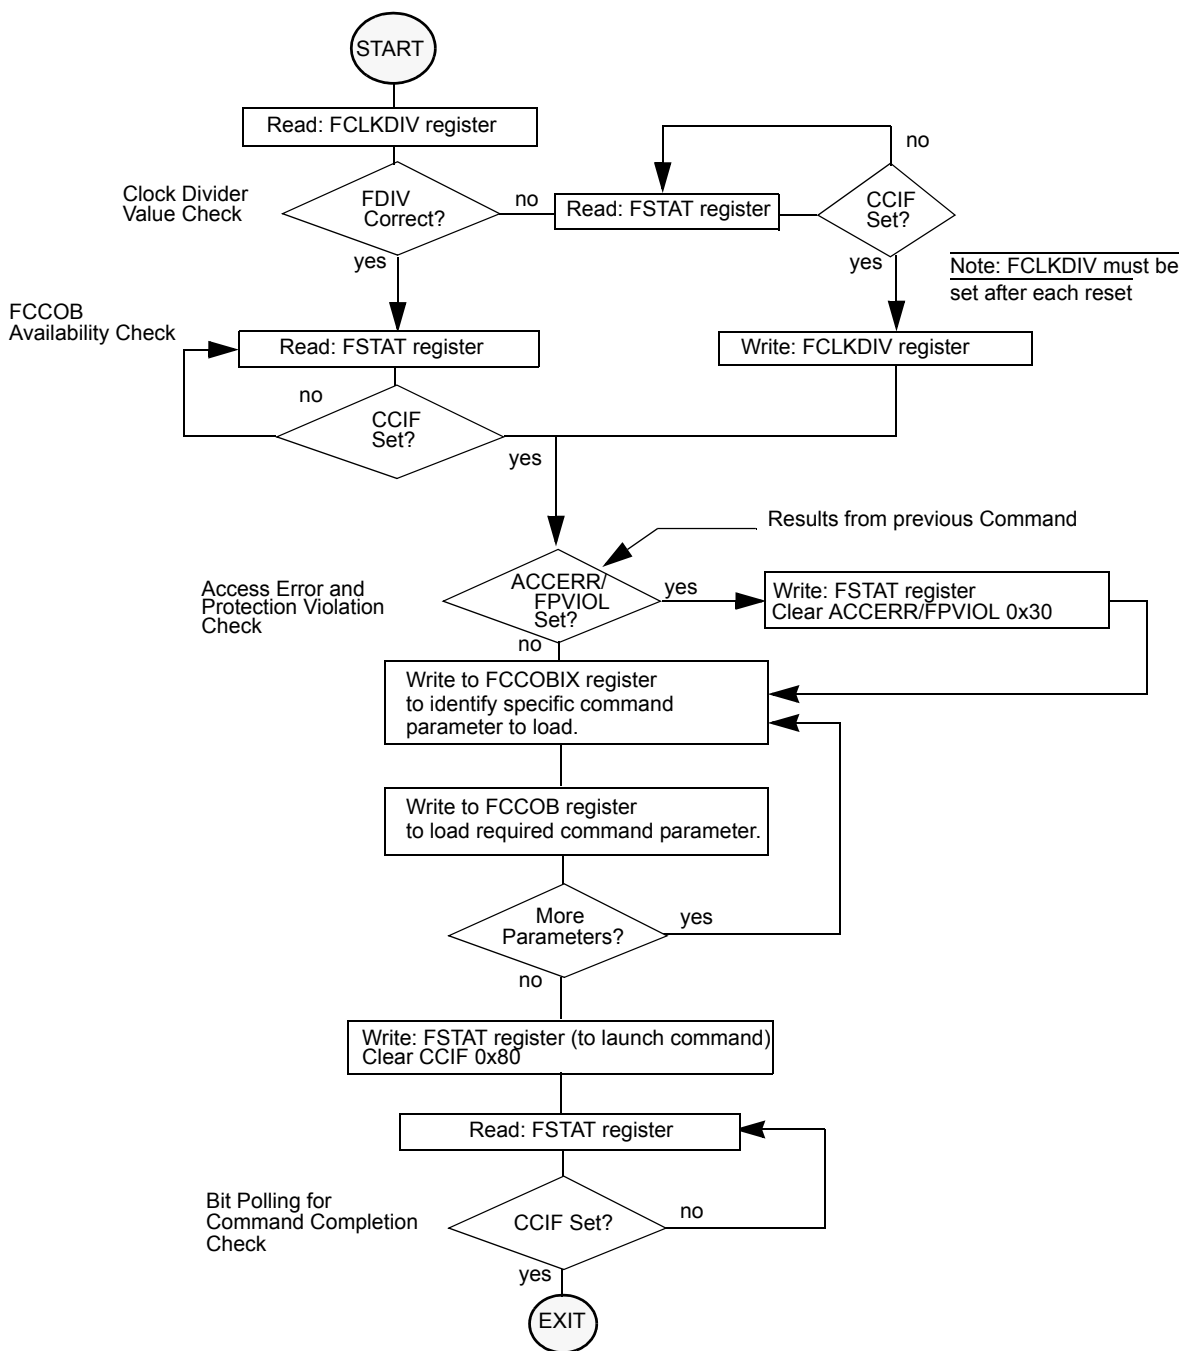 START
Read: FCLKDIV register
Clock Divider
Value Check
FDIV
Correct?
no
Read: FSTAT register
no
CCIF
Set?
yes
yes
Note: FCLKDIV must be
set after each reset
FCCOB
Availability Check
Read: FSTAT register
Write: FCLKDIV register
no
CCIF
Set?
yes
Results from previous Command
Access Error and
Protection Violation
Check
ACCERR/
FPVIOL
Set?
yes
Write: FSTAT register
Clear ACCERR/FPVIOL 0x30
no
Write to FCCOBIX register
to identify specific command
parameter to load.
Write to FCCOB register
to load required command parameter.
More
Parameters?
yes
no
Write: FSTAT register (to launch command)
Clear CCIF 0x80
Read: FSTAT register
Bit Polling for
Command Completion
Check
CCIF Set?
no
yes
EXIT